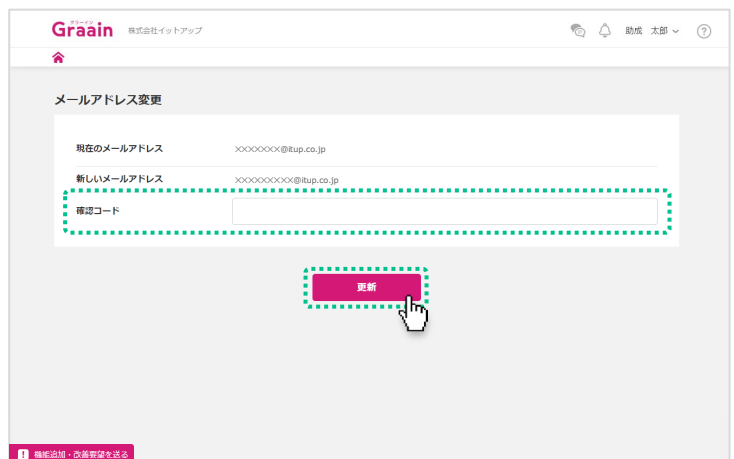 グラーイン
Graain 株式会社イットアップ 助成 太郎
メールアドレス変更
現在のメールアドレス ×××××××@itup.co.jp
新しいメールアドレス ×××××××××@itup.co.jp
確認コード
更新
! 機能追加・改善要望を送る